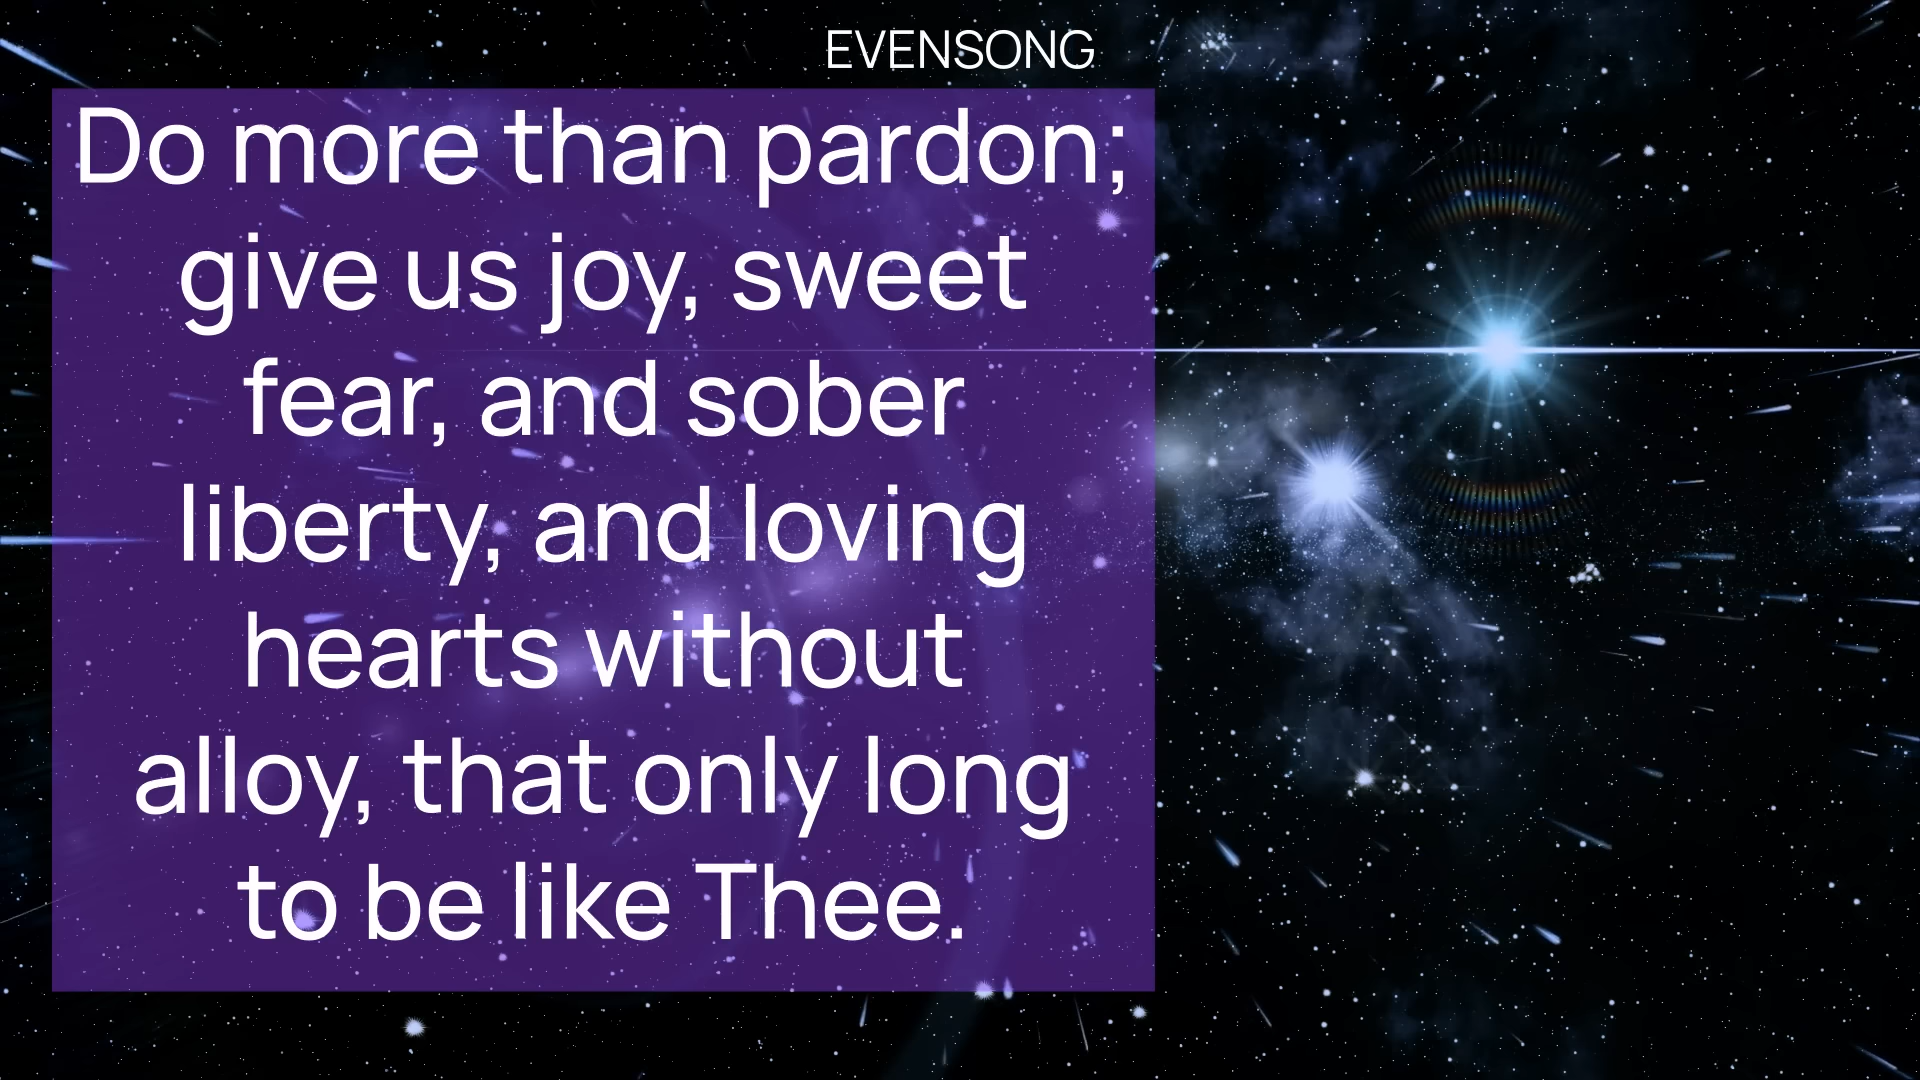 EVENSONG
Do more than pardon;
give us joy, sweet
fear, and sober
liberty, and loving
hearts without
alloy, that only long
to be like Thee.